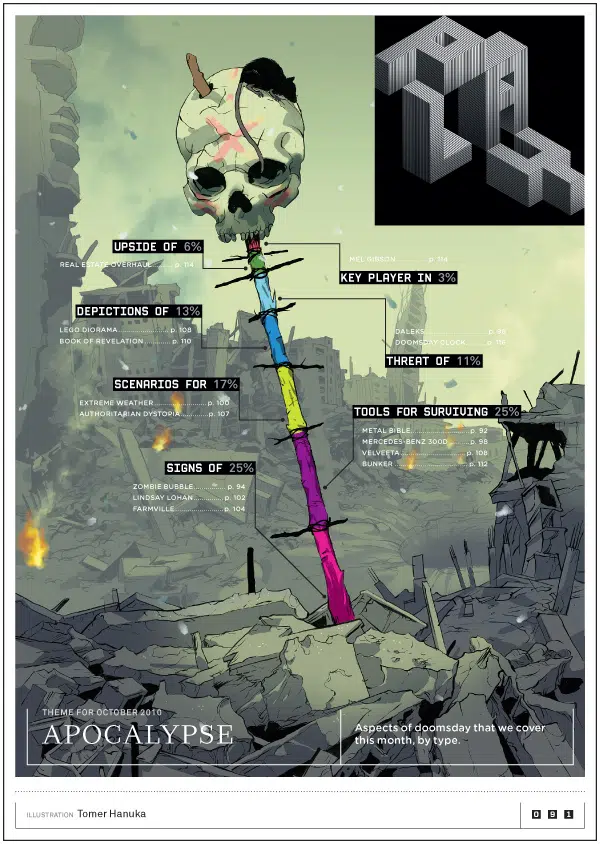 PLAY
UPSIDE OF 6%
REAL ESTATE OVERHAUL........ p. 114
MEL GIBSON............p. 114
KEY PLAYER IN 3%
DEPICTIONS OF 13%
LEGO DIORAMA...................... p. 108
BOOK OF REVELATION............ p. 110
DALEKS........................... p.
DOOMSDAY CLOCK......... p. 116
THREAT OF 11%
SCENARIOS FOR 17%
EXTREME WEATHER..................... p. 100
AUTHORITARIAN DYSTOPIA...........p. 107
TOOLS FOR SURVIVING 25%
METAL BIBLE........................p. 92
MERCEDES-BENZ 300D.........p. 98
VELVEETA............................p. 108
BUNKER............................. p. 112
SIGNS OF 25%
ZOMBIE BUBBLE............. p. 94
LINDSAY LOHAN............. p. 102
FARMVILLE..................... p. 104
THEME FOR OCTOBER 2010
APOCALYPSE
Aspects of doomsday that we cover
this month, by type.
ILLUSTRATION Tomer Hanuka
0 9 1